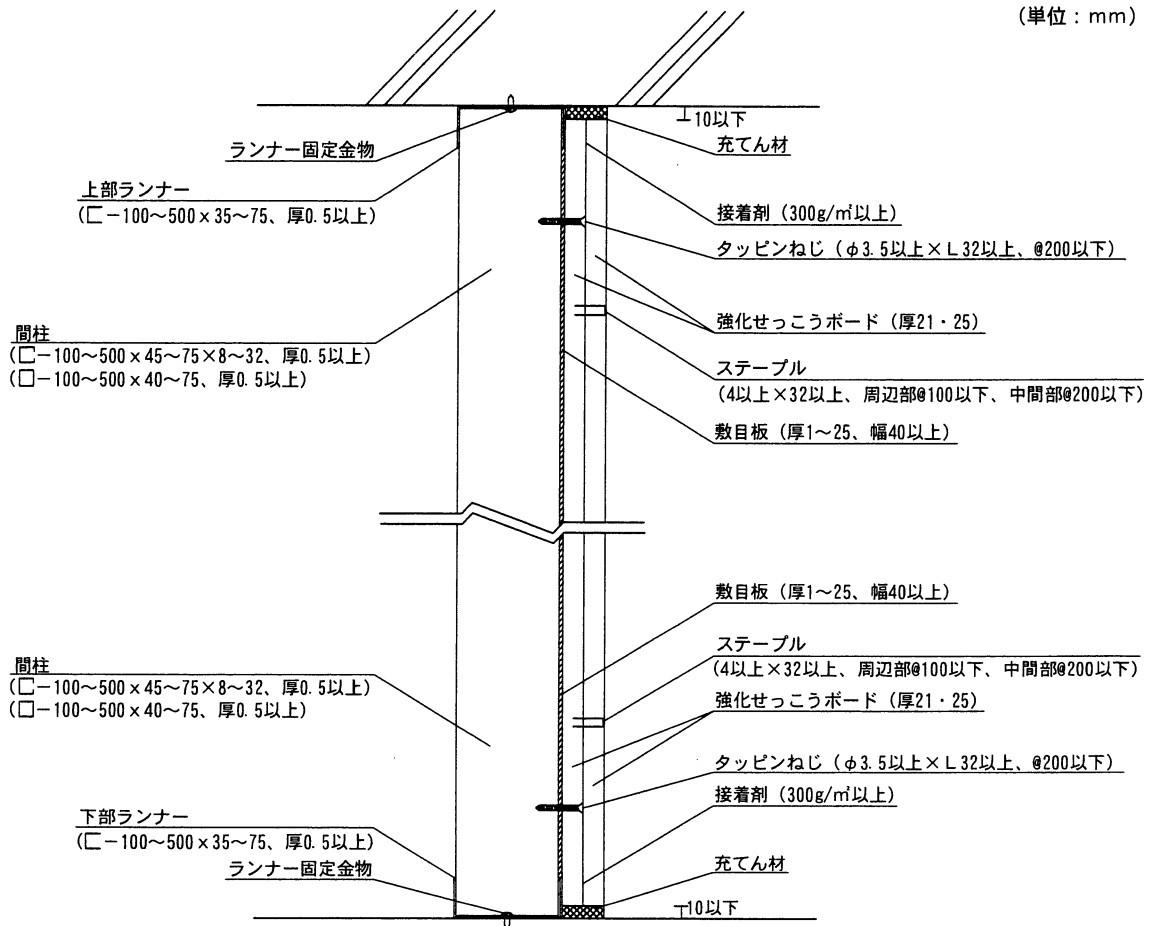 (単位：mm)
10以下
ランナー固定金物
充てん材
上部ランナー
(匚-100〜500×35〜75、厚0.5以上)
接着剤（300g/㎡以上）
タッピンねじ（φ3.5以上×L32以上、@200以下）
強化せっこうボード（厚21・25）
間柱
(匚-100〜500×45〜75×8〜32、厚0.5以上)
(□-100〜500×40〜75、厚0.5以上)
ステープル
(4以上×32以上、周辺部@100以下、中間部@200以下)
敷目板（厚1〜25、幅40以上）
敷目板（厚1〜25、幅40以上）
ステープル
(4以上×32以上、周辺部@100以下、中間部@200以下)
間柱
(匚-100〜500×45〜75×8〜32、厚0.5以上)
(□-100〜500×40〜75、厚0.5以上)
強化せっこうボード（厚21・25）
タッピンねじ（φ3.5以上×L32以上、@200以下）
接着剤（300g/㎡以上）
下部ランナー
(匚-100〜500×35〜75、厚0.5以上)
ランナー固定金物
充てん材
10以下